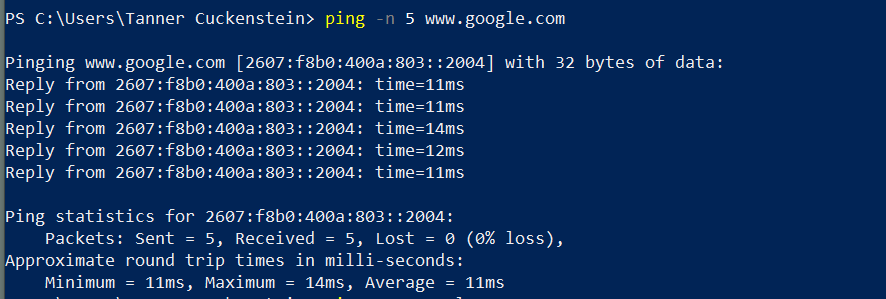 PS C:\Users\Tanner Cuckenstein> ping -n 5 www.google.com
Pinging www.google.com [2607:f8b0:400a:803::2004] with 32 bytes of data:
Reply from 2607:f8b0:400a:803::2004: time=11ms
Reply from 2607:f8b0:400a:803::2004: time=11ms
Reply from 2607:f8b0:400a:803::2004: time=14ms
Reply from 2607:f8b0:400a:803::2004: time=12ms
Reply from 2607:f8b0:400a:803::2004: time=11ms
Ping statistics for 2607:f8b0:400a:803::2004:
    Packets: Sent = 5, Received = 5, Lost = 0 (0% loss),
Approximate round trip times in milli-seconds:
    Minimum = 11ms, Maximum = 14ms, Average = 11ms